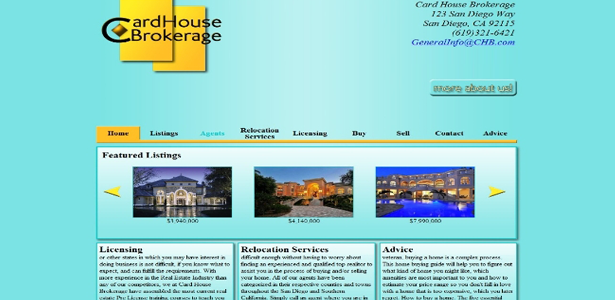 CardHouse
Brokerage
Card House Brokerage
123 San Diego Way
San Diego, CA 92115
(619)321-6421
GeneralInfo@CHB.com
more about us!
Home Listings Agents Relocation Services Licensing Buy Sell Contact Advice
Featured Listings
$3,940,000 $4,140,000 $7,990,000
Licensing
or other states in which you may have interest in
doing business is not difficult, if you know what to
expect, and can fulfill the requirements. With
more experience in the Real Estate Industry than
any of our competitors, we at Card House
Brokerage have assembled the most current real
estate Pre License training courses to teach you
Relocation Services
difficult enough without having to worry about
finding an experienced and qualified top realtor to
assist you in the process of buying and/or selling
your home. All of our agents have been
categorized in their respective counties and towns
throughout the San Diego and Southern
California. Simply call an agent where you are in
Advice
veterans, buying a home is a complex process.
This home buying guide will help you to figure out
what kind of home you might like, which
amenities are most important to you and how to
estimate your price range so you don't fall in love
with a home that is too expensive, which you later
regret. How to buy a home. The five essential